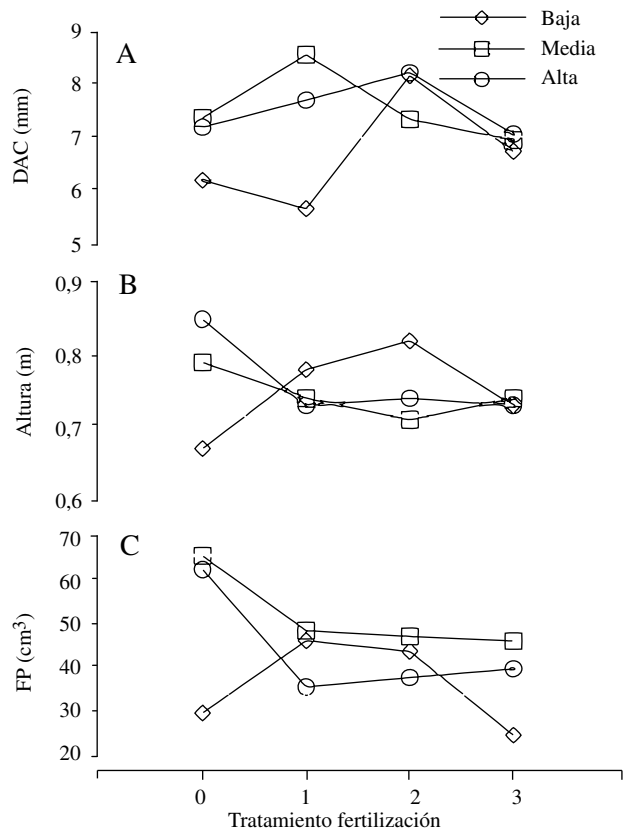 Baja
Media
Alta
A
9
8
7
6
5
DAC (mm)
B
0,9
0,8
0,7
0,6
Altura (m)
C
70
60
50
40
30
20
FP (cm³)
0 1 2 3
Tratamiento fertilización